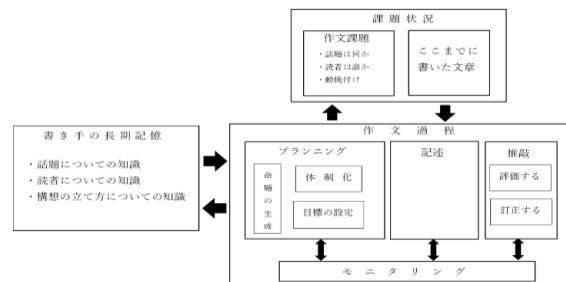 課題状況
作文課題
・話題は何か
・読者は誰か
・動機付け
ここまでに
書いた文章
書き手の長期記憶
・話題についての知識
・読者についての知識
・構想の立て方についての知識
作文過程
プランニング
命題の生成
体制化
目標の設定
記述
推敲
評価する
訂正する
モニタリング